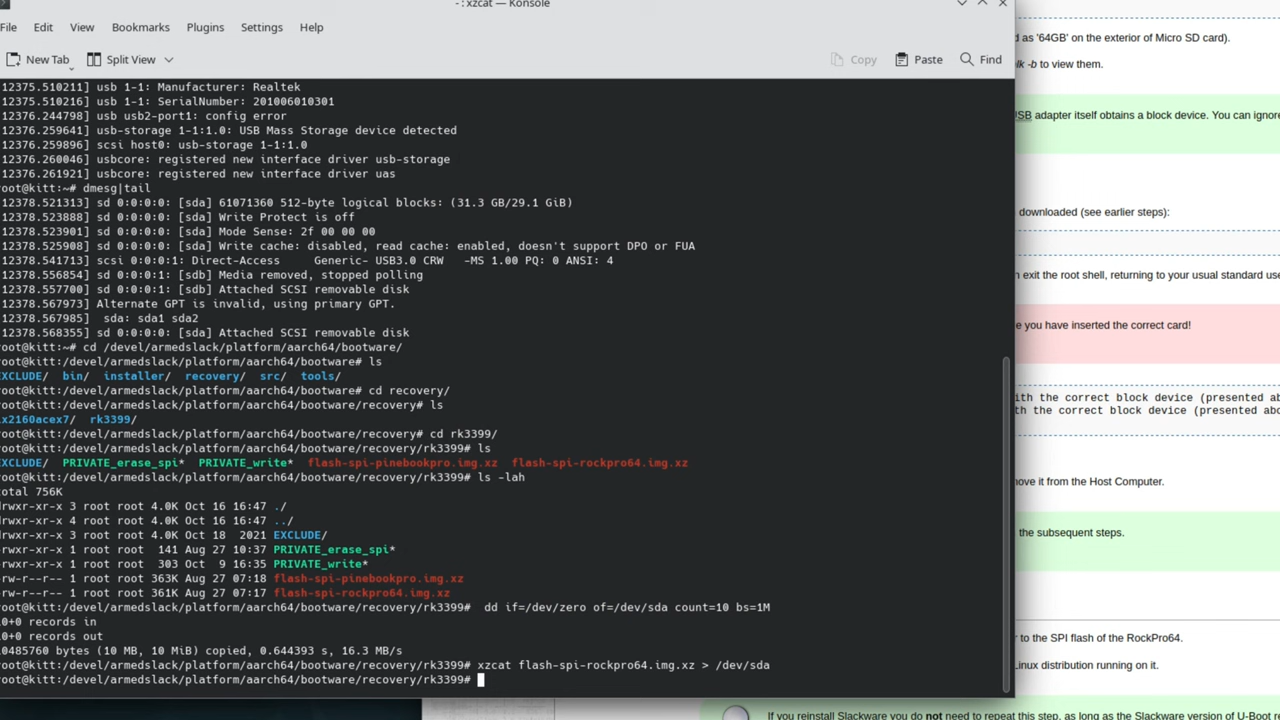 - : xzcat — Konsole
File Edit View Bookmarks Plugins Settings Help
New Tab Split View Copy Paste Find
12375.510211] usb 1-1: Manufacturer: Realtek
12375.510216] usb 1-1: SerialNumber: 201006010301
12376.244798] usb usb2-port1: config error
12376.259641] usb-storage 1-1:1.0: USB Mass Storage device detected
12376.259896] scsi host0: usb-storage 1-1:1.0
12376.260046] usbcore: registered new interface driver usb-storage
12376.261921] usbcore: registered new interface driver uas
root@kitt:~# dmesg|tail
12378.521313] sd 0:0:0:0: [sda] 61071360 512-byte logical blocks: (31.3 GB/29.1 GiB)
12378.523888] sd 0:0:0:0: [sda] Write Protect is off
12378.523901] sd 0:0:0:0: [sda] Mode Sense: 2f 00 00 00
12378.525908] sd 0:0:0:0: [sda] Write cache: disabled, read cache: enabled, doesn't support DPO or FUA
12378.541713] scsi 0:0:0:1: Direct-Access     Generic- USB3.0 CRW   -MS 1.00 PQ: 0 ANSI: 4
12378.556854] sd 0:0:0:1: [sdb] Media removed, stopped polling
12378.557700] sd 0:0:0:1: [sdb] Attached SCSI removable disk
12378.567973] Alternate GPT is invalid, using primary GPT.
12378.567985]  sda: sda1 sda2
12378.568355] sd 0:0:0:0: [sda] Attached SCSI removable disk
root@kitt:~# cd /devel/armedslack/platform/aarch64/bootware/
root@kitt:/devel/armedslack/platform/aarch64/bootware# ls
EXCLUDE/  bin/  installer/  recovery/  src/  tools/
root@kitt:/devel/armedslack/platform/aarch64/bootware# cd recovery/
root@kitt:/devel/armedslack/platform/aarch64/bootware/recovery# ls
x2160acex7/  rk3399/
root@kitt:/devel/armedslack/platform/aarch64/bootware/recovery# cd rk3399/
root@kitt:/devel/armedslack/platform/aarch64/bootware/recovery/rk3399# ls
EXCLUDE/  PRIVATE_erase_spi*  PRIVATE_write*  flash-spi-pinebookpro.img.xz  flash-spi-rockpro64.img.xz
root@kitt:/devel/armedslack/platform/aarch64/bootware/recovery/rk3399# ls -lah
total 756K
drwxr-xr-x 3 root root 4.0K Oct 16 16:47 ./
drwxr-xr-x 4 root root 4.0K Oct 16 16:47 ../
drwxr-xr-x 3 root root 4.0K Oct 18  2021 EXCLUDE/
-rwxr-xr-x 1 root root  141 Aug 27 10:37 PRIVATE_erase_spi*
-rwxr-xr-x 1 root root  303 Oct  9 16:35 PRIVATE_write*
-rw-r--r-- 1 root root 363K Aug 27 07:18 flash-spi-pinebookpro.img.xz
-rw-r--r-- 1 root root 361K Aug 27 07:17 flash-spi-rockpro64.img.xz
root@kitt:/devel/armedslack/platform/aarch64/bootware/recovery/rk3399#  dd if=/dev/zero of=/dev/sda count=10 bs=1M
10+0 records in
10+0 records out
10485760 bytes (10 MB, 10 MiB) copied, 0.644393 s, 16.3 MB/s
root@kitt:/devel/armedslack/platform/aarch64/bootware/recovery/rk3399# xzcat flash-spi-rockpro64.img.xz > /dev/sda
root@kitt:/devel/armedslack/platform/aarch64/bootware/recovery/rk3399#
d as '64GB' on the exterior of Micro SD card).
lk -b to view them.
USB adapter itself obtains a block device. You can ignore
downloaded (see earlier steps):
exit the root shell, returning to your usual standard use
e you have inserted the correct card!
ith the correct block device (presented ab
th the correct block device (presented abo
ove it from the Host Computer.
the subsequent steps.
r to the SPI flash of the RockPro64.
Linux distribution running on it.
If you reinstall Slackware you do not need to repeat this step, as long as the Slackware version of U-Boot re